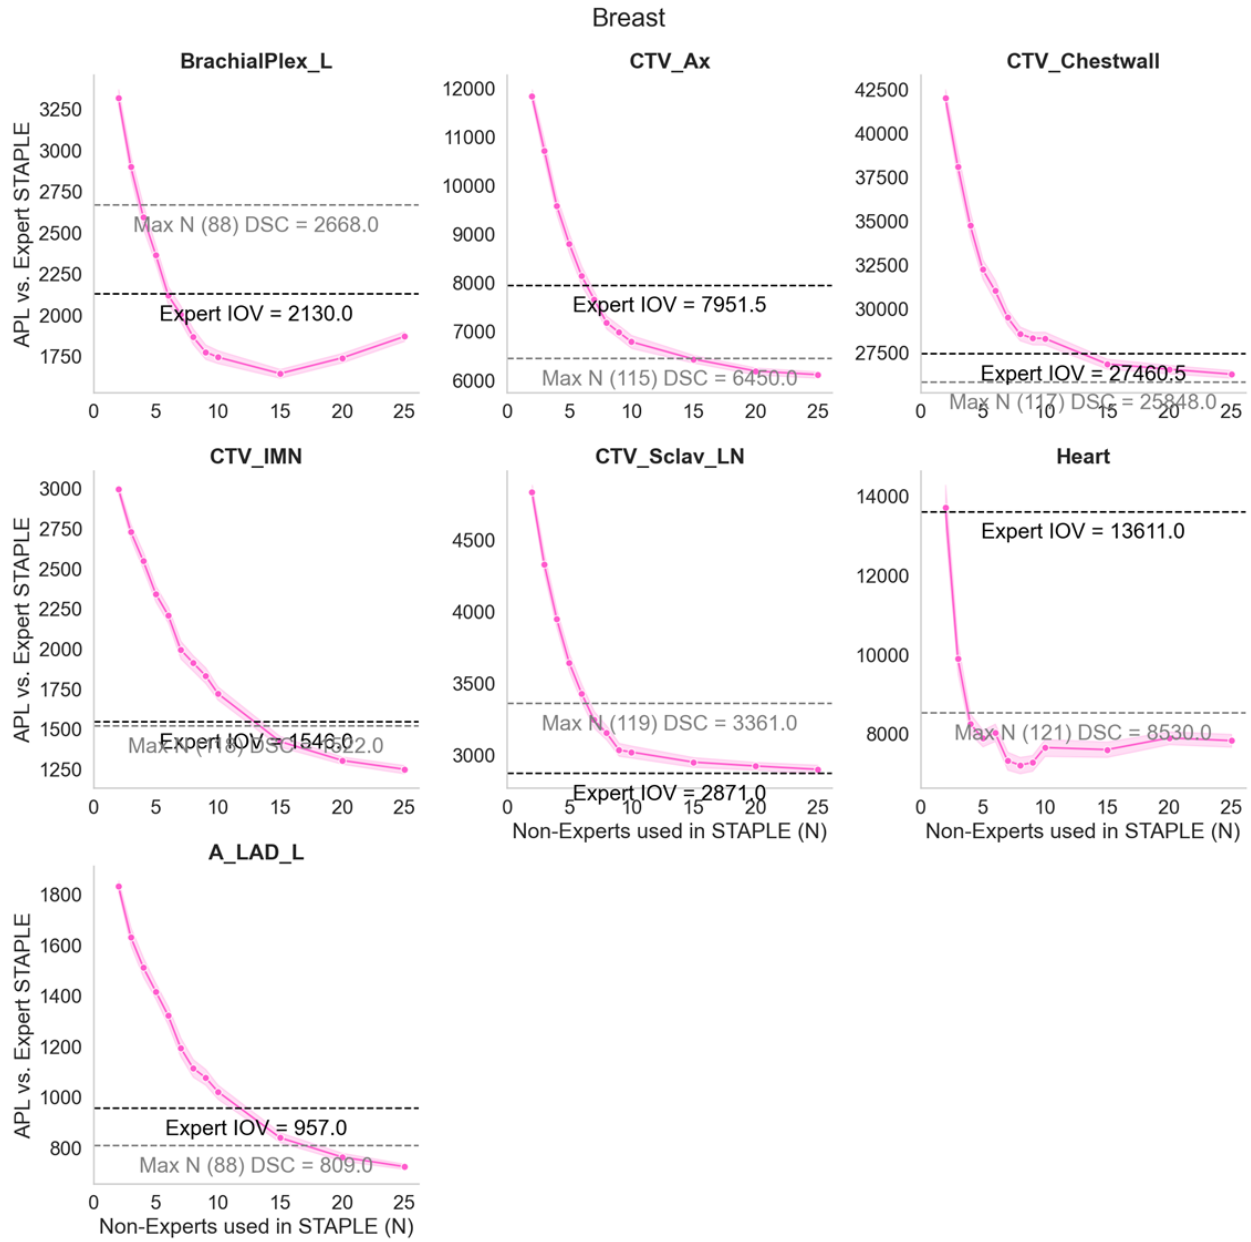 Breast
BrachialPlex_L
APL vs. Expert STAPLE
3250
3000
2750
2500
2250
2000
1750
Max N (88) DSC = 2668.0
Expert IOV = 2130.0
0 5 10 15 20 25
CTV_Ax
12000
11000
10000
9000
8000
7000
6000
Expert IOV = 7951.5
Max N (115) DSC = 6450.0
0 5 10 15 20 25
CTV_Chestwall
42500
40000
37500
35000
32500
30000
27500
Expert IOV = 27460.5
Max N (117) DSC = 25848.0
0 5 10 15 20 25
CTV_IMN
APL vs. Expert STAPLE
3000
2750
2500
2250
2000
1750
1500
1250
Expert IOV = 1546.0
Max N (118) DSC = 1522.0
0 5 10 15 20 25
CTV_Sclav_LN
4500
4000
3500
3000
Max N (119) DSC = 3361.0
Expert IOV = 2871.0
0 5 10 15 20 25
Non-Experts used in STAPLE (N)
Heart
14000
12000
10000
8000
Expert IOV = 13611.0
Max N (121) DSC = 8530.0
0 5 10 15 20 25
Non-Experts used in STAPLE (N)
A_LAD_L
APL vs. Expert STAPLE
1800
1600
1400
1200
1000
800
Expert IOV = 957.0
Max N (88) DSC = 809.0
0 5 10 15 20 25
Non-Experts used in STAPLE (N)